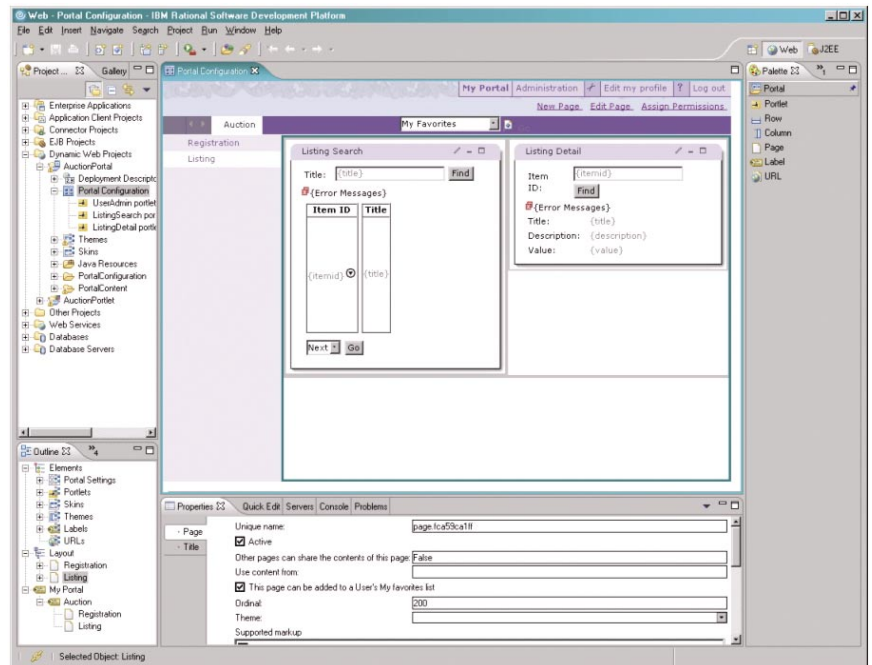 Web - Portal Configuration - IBM Rational Software Development Platform
File Edit Insert Navigate Search Project Run Window Help
Web J2EE
Project ... Gallery
Enterprise Applications
Application Client Projects
Connector Projects
EJB Projects
Dynamic Web Projects
AuctionPortal
Deployment Descripto
Portal Configuration
UserAdmin portlet
ListingSearch por
ListingDetail portle
Themes
Skins
Java Resources
PortalConfiguration
PortalContent
AuctionPortlet
Other Projects
Web Services
Databases
Database Servers
Outline 4
Elements
Portal Settings
Portlets
Skins
Themes
Labels
URLs
Layout
Registration
Listing
My Portal
Auction
Registration
Listing
Portal Configuration
My Portal Administration Edit my profile ? Log out
New Page Edit Page Assign Permissions
Auction My Favorites
Registration
Listing
Listing Search
Title: {title} Find
{Error Messages}
Item ID Title
{itemid} {title}
Next Go
Listing Detail
Item ID: {itemid}
Find
{Error Messages}
Title: {title}
Description: {description}
Value: {value}
Properties Quick Edit Servers Console Problems
Page
Title
Unique name: page.fca59ca1ff
Active
Other pages can share the contents of this page: False
Use content from:
This page can be added to a User's My favorites list
Ordinal: 200
Theme:
Supported markup
Palette 1
Portal
Portlet
Row
Column
Page
Label
URL
Selected Object: Listing